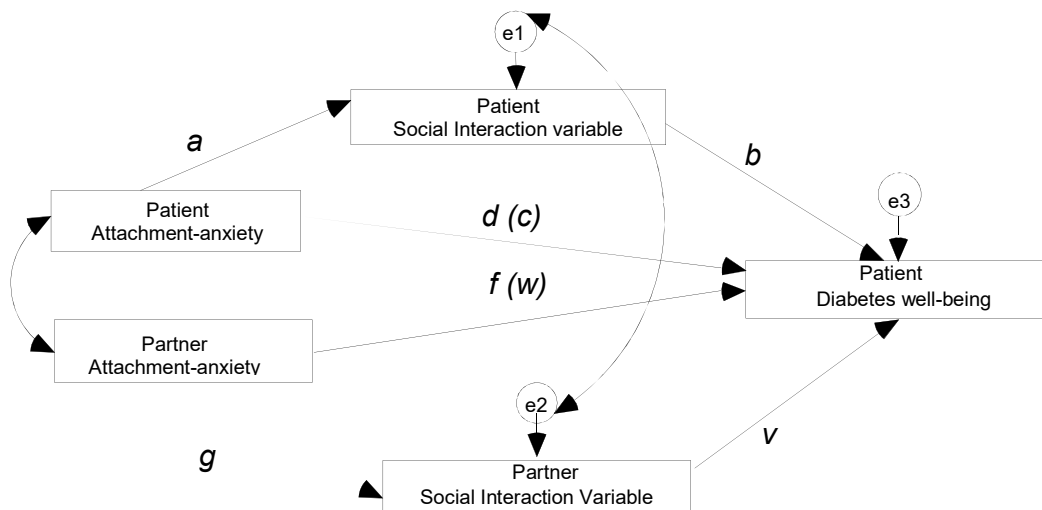 e1
Patient
Social Interaction variable
a
b
Patient
Attachment-anxiety
d (c)
e3
f (w)
Patient
Diabetes well-being
Partner
Attachment-anxiety
e2
v
g
Partner
Social Interaction Variable